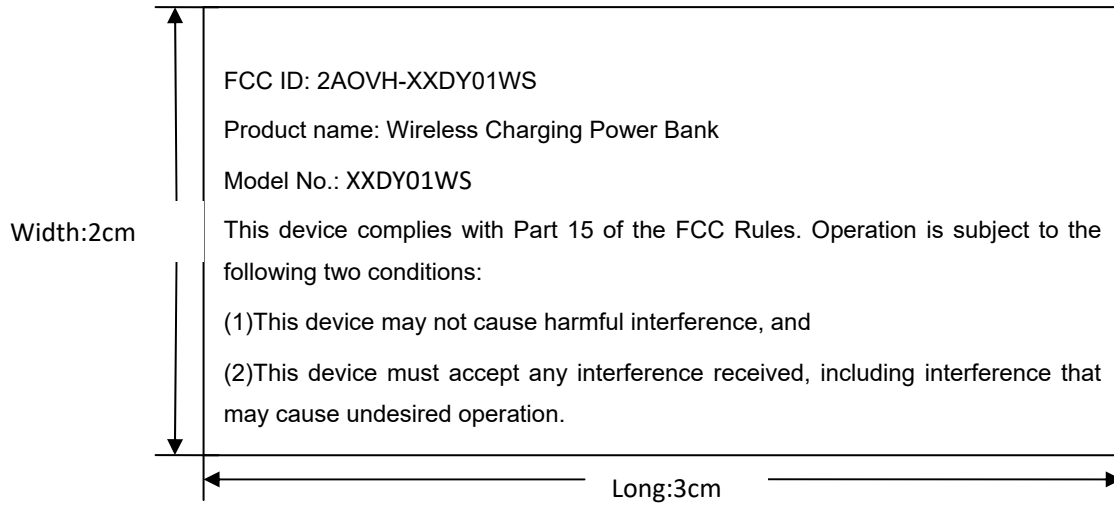 FCC ID: 2AOVH-XXDY01WS
Product name: Wireless Charging Power Bank
Model No.: XXDY01WS
Width:2cm
This device complies with Part 15 of the FCC Rules. Operation is subject to the
following two conditions:
(1)This device may not cause harmful interference, and
(2)This device must accept any interference received, including interference that
may cause undesired operation.
Long:3cm